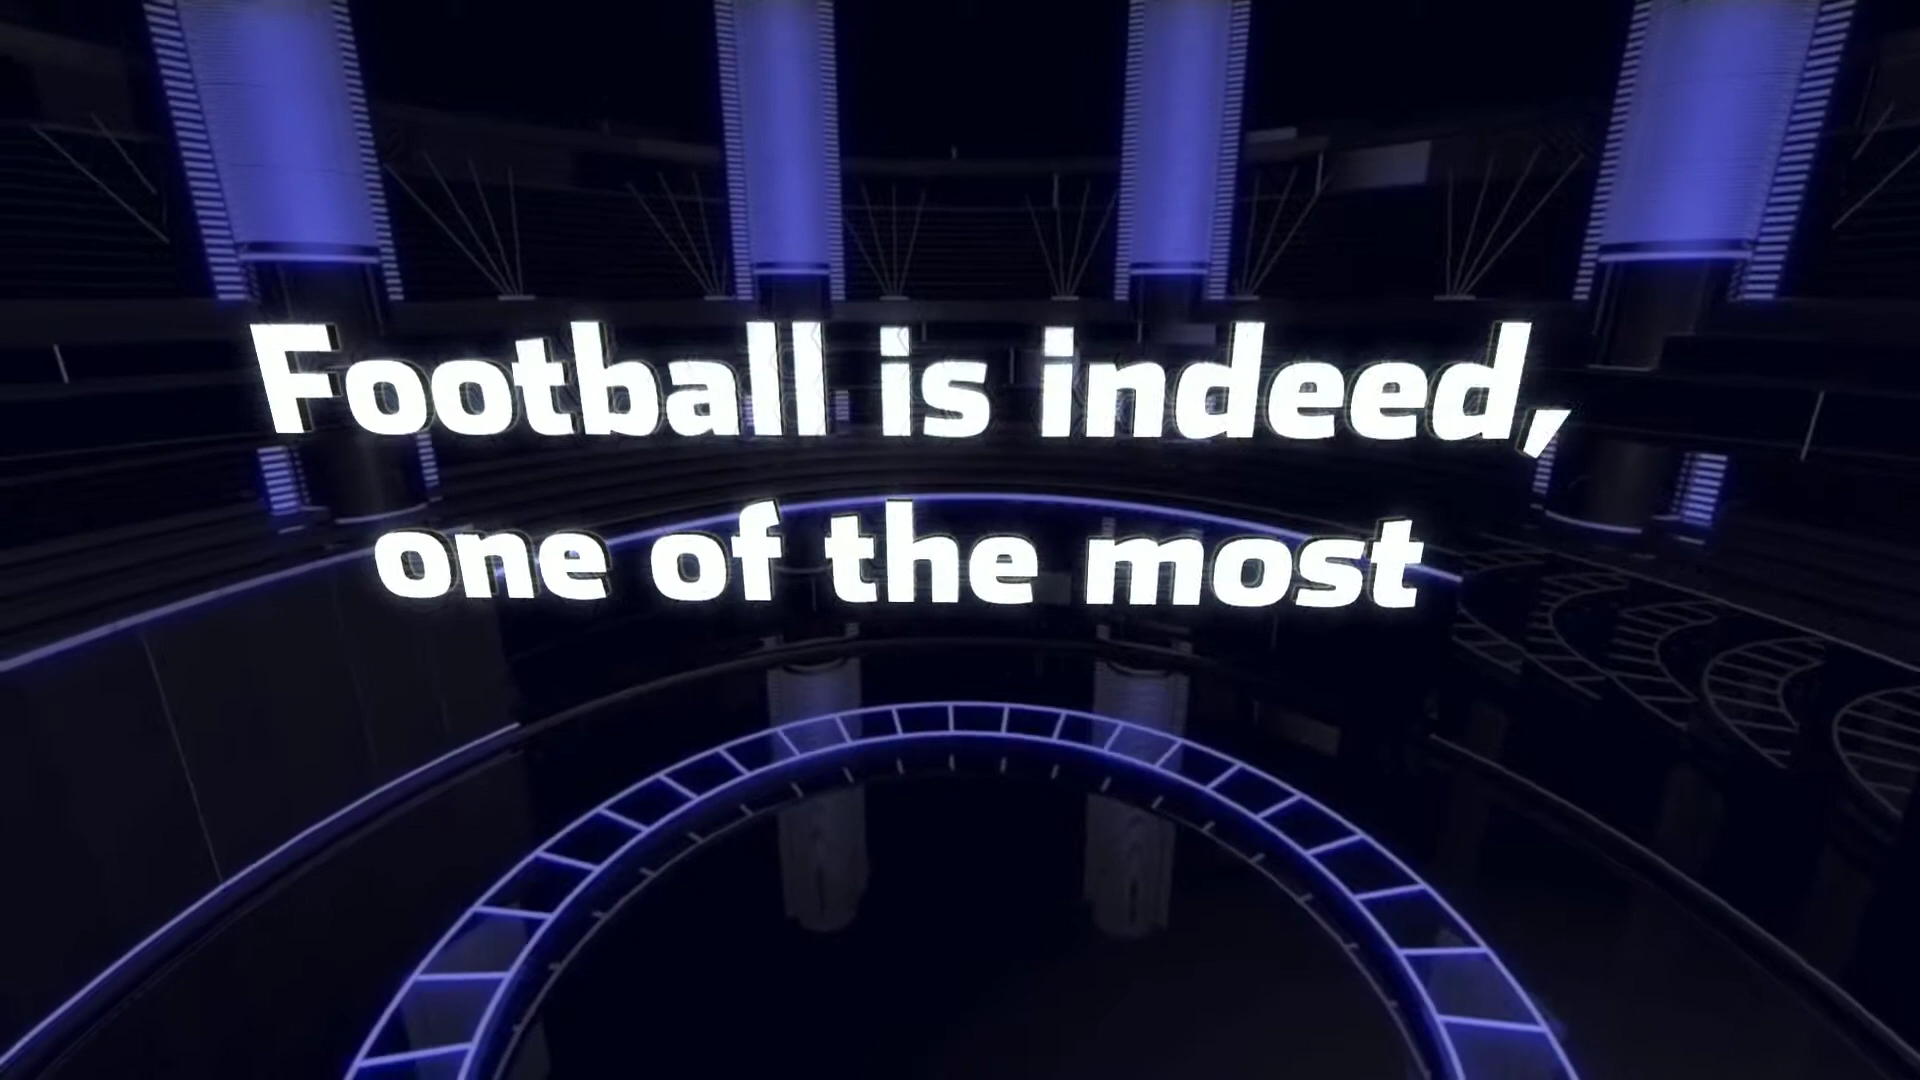 Football is indeed,
one of the most